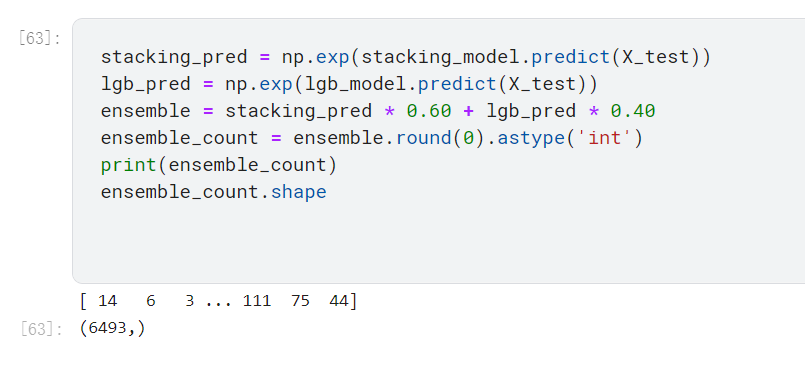 [63]:
stacking_pred = np.exp(stacking_model.predict(X_test))
lgb_pred = np.exp(lgb_model.predict(X_test))
ensemble = stacking_pred * 0.60 + lgb_pred * 0.40
ensemble_count = ensemble.round(0).astype('int')
print(ensemble_count)
ensemble_count.shape
[ 14   6   3 ... 111  75  44]
[63]: (6493,)